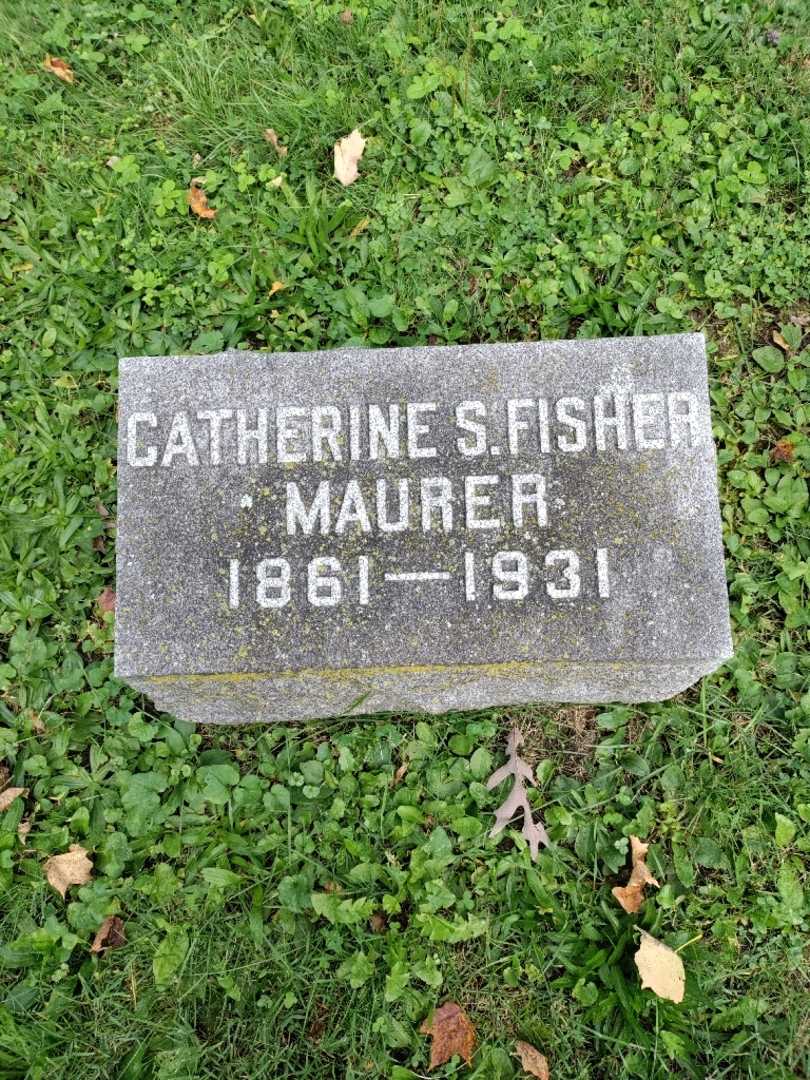 CATHERINE S. FISHER
MAURER
1861—1931